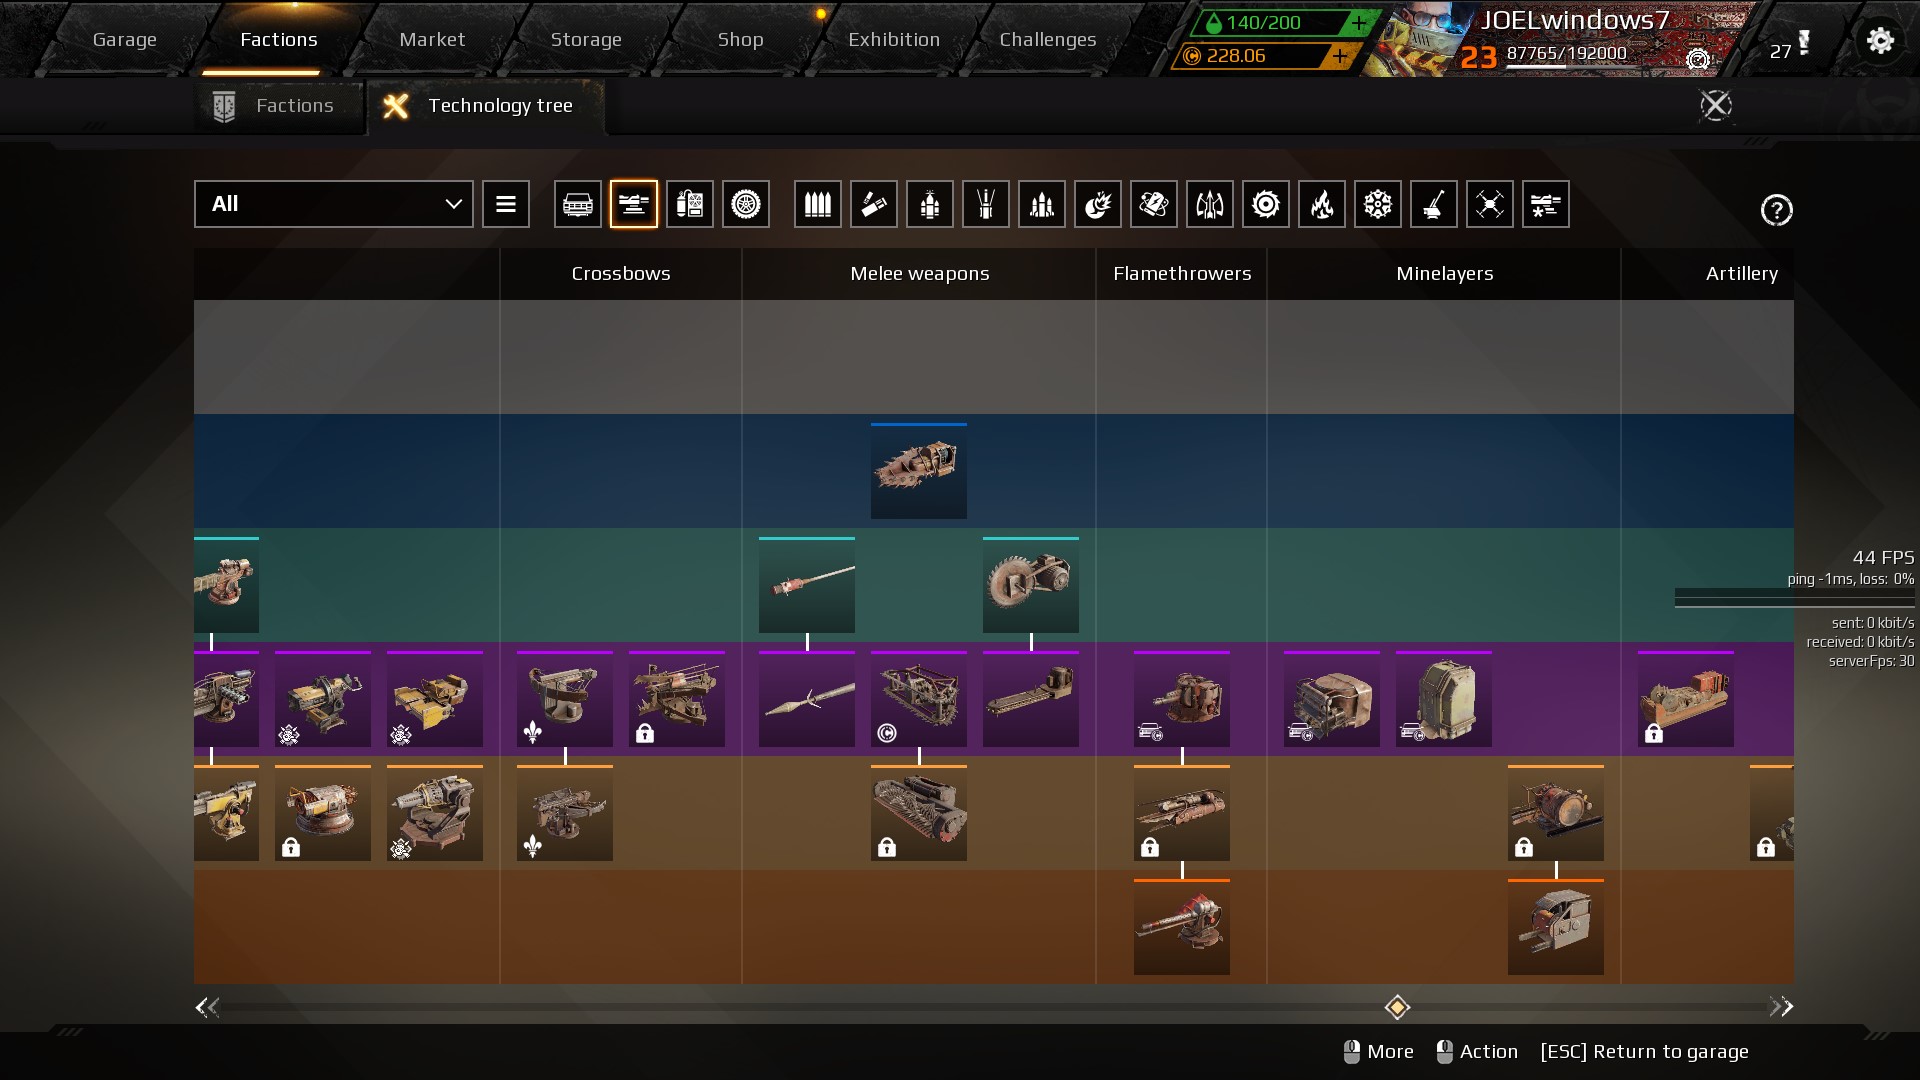 Garage
Factions
Market
Storage
Shop
Exhibition
Challenges
140/200
228.06
JOELwindows7
23
87765/192000
27
Factions
Technology tree
All
?
Crossbows
Melee weapons
Flamethrowers
Minelayers
Artillery
44 FPS
ping -1ms, loss: 0%
sent: 0 kbit/s
received: 0 kbit/s
serverFps: 30
More
Action
[ESC] Return to garage